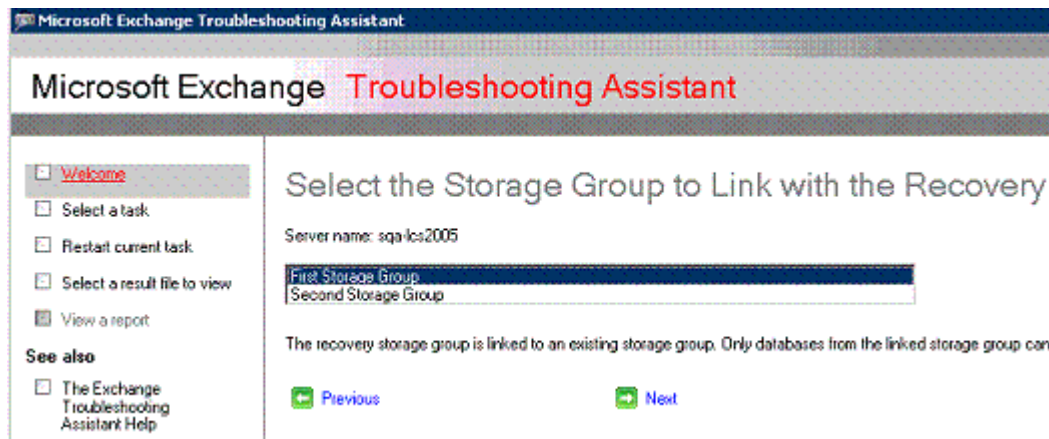 Microsoft Exchange Troubleshooting Assistant
Microsoft Exchange Troubleshooting Assistant
Welcome
Select a task
Restart current task
Select a result file to view
View a report
See also
The Exchange
Troubleshooting
Assistant Help
Select the Storage Group to Link with the Recovery
Server name: sqa-lcs2005
First Storage Group
Second Storage Group
The recovery storage group is linked to an existing storage group. Only databases from the linked storage group can
Previous
Next